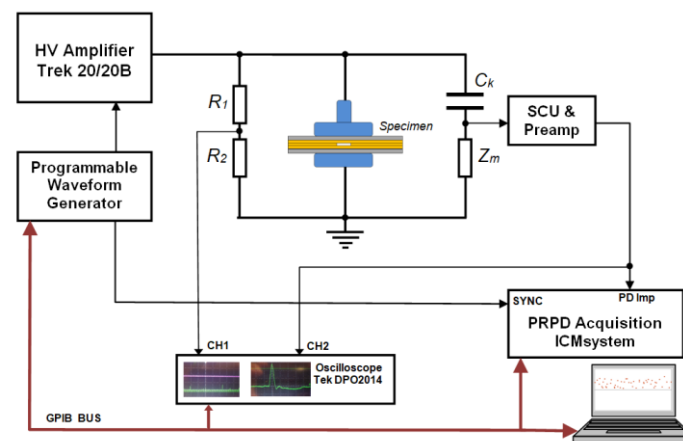 HV Amplifier
Trek 20/20B
R1
R2
Specimen
Ck
Zm
SCU &
Preamp
Programmable
Waveform
Generator
SYNC
PD Imp
PRPD Acquisition
ICMsystem
CH1
CH2
Oscilloscope
Tek DPO2014
GPIB BUS